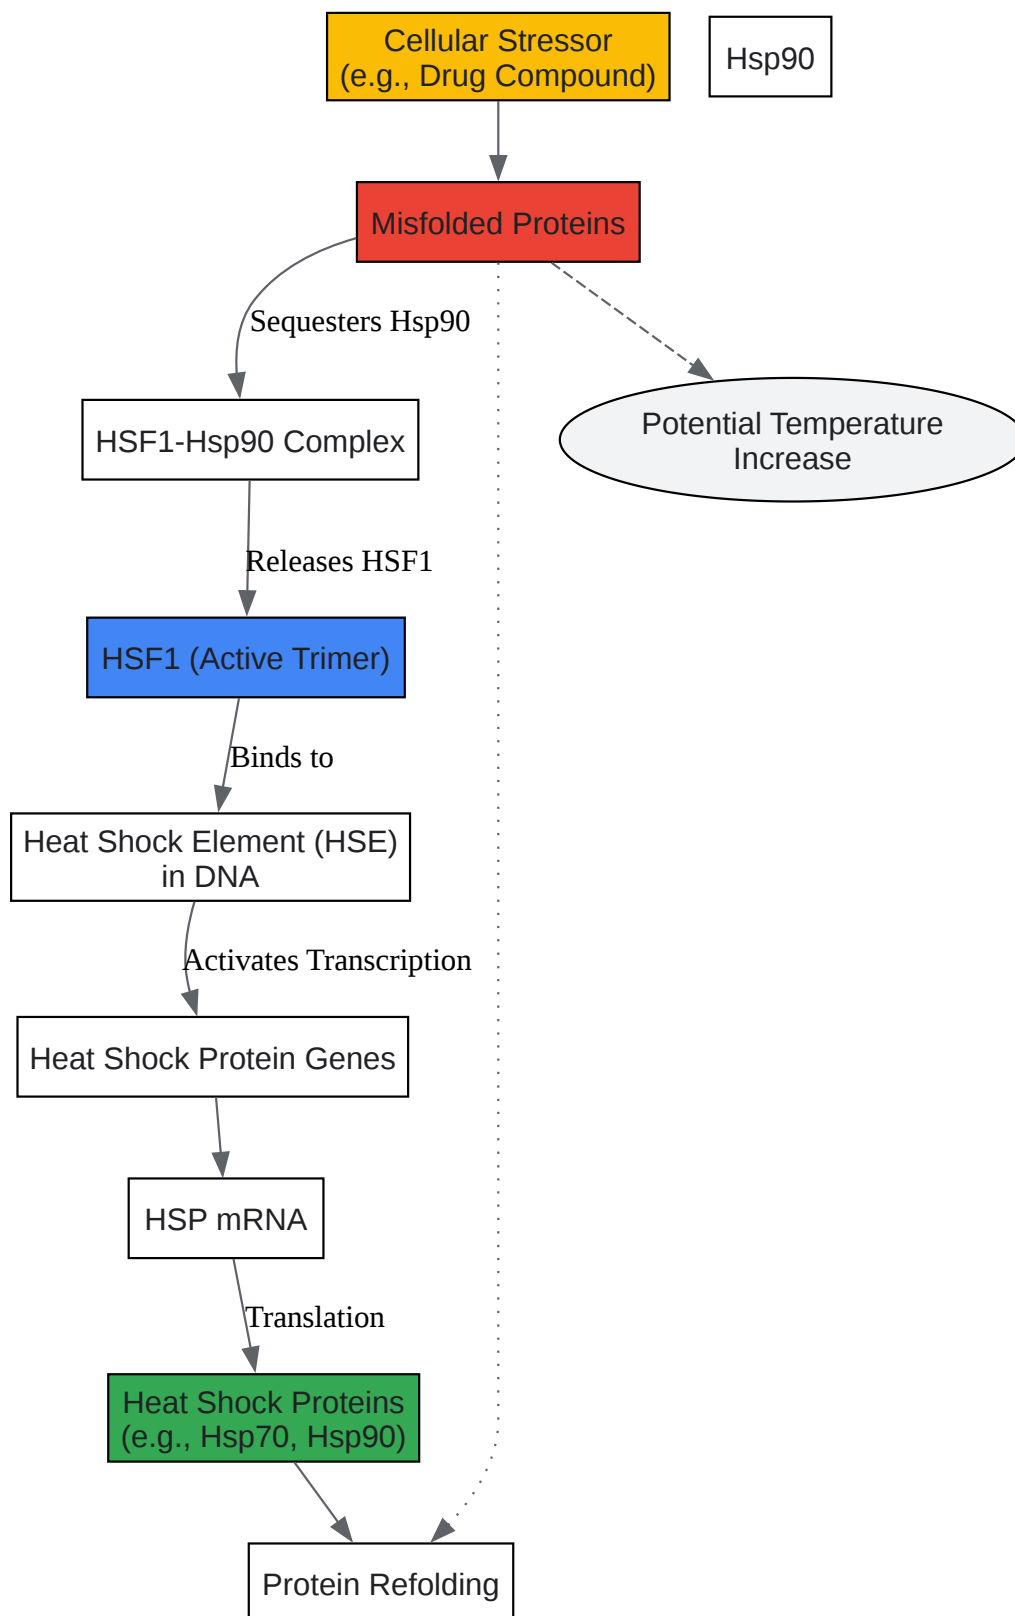 Cellular Stressor
(e.g., Drug Compound)
Hsp90
Misfolded Proteins
Sequesters Hsp90
Potential Temperature
Increase
HSF1-Hsp90 Complex
Releases HSF1
HSF1 (Active Trimer)
Binds to
Heat Shock Element (HSE)
in DNA
Activates Transcription
Heat Shock Protein Genes
HSP mRNA
Translation
Heat Shock Proteins
(e.g., Hsp70, Hsp90)
Protein Refolding